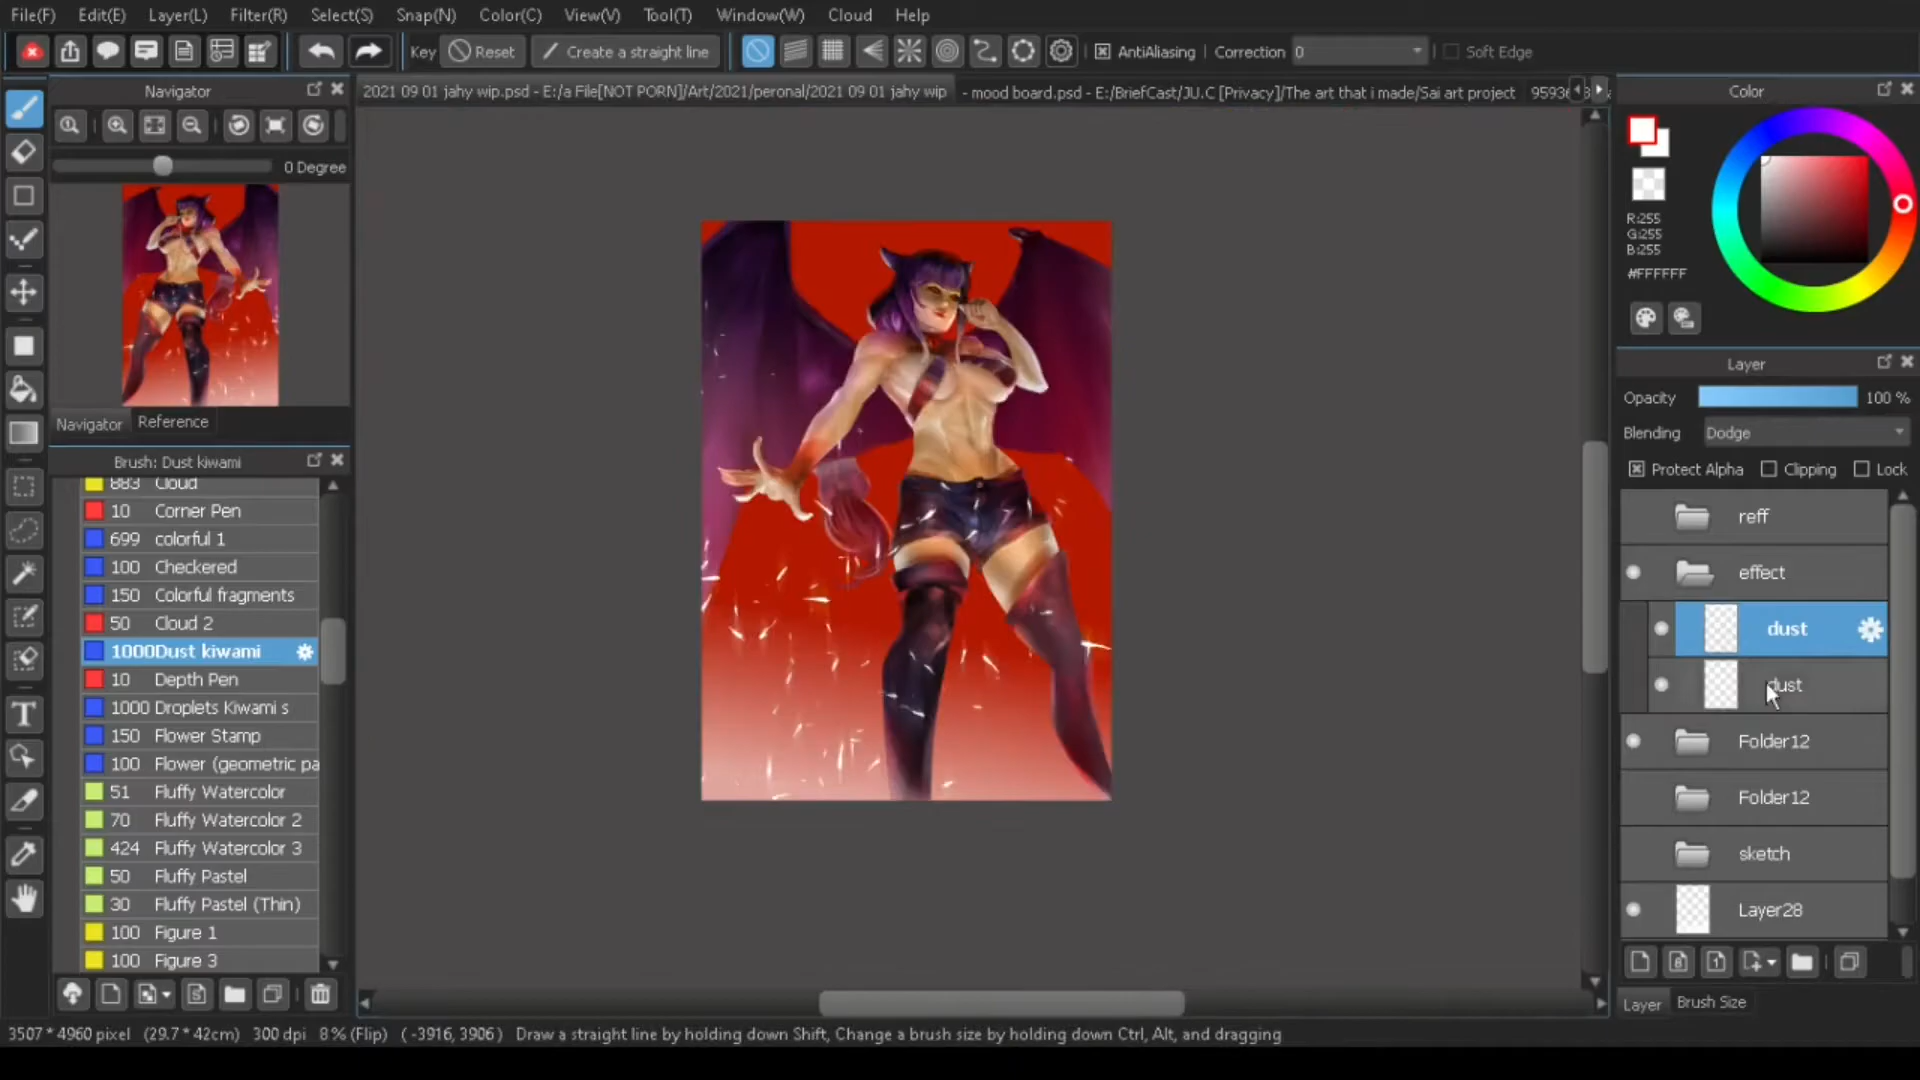 File(F) Edit(E) Layer(L) Filter(R) Select(S) Snap(N) Color(C) View(V) Tool(T) Window(W) Cloud Help
Key Reset Create a straight line AntiAliasing Correction 0 Soft Edge
Navigator
2021 09 01 jahy wip.psd - E:/a File[NOT PORN]/Art/2021/peronal/2021 09 01 jahy wip
- mood board.psd - E:/BriefCast/JU.C [Privacy]/The art that i made/Sai art project
0 Degree
Navigator Reference
Brush: Dust kiwami
883 Cloud
10 Corner Pen
699 colorful 1
100 Checkered
150 Colorful fragments
50 Cloud 2
1000Dust kiwami
10 Depth Pen
1000 Droplets Kiwami s
150 Flower Stamp
100 Flower (geometric pa
51 Fluffy Watercolor
70 Fluffy Watercolor 2
424 Fluffy Watercolor 3
50 Fluffy Pastel
30 Fluffy Pastel (Thin)
100 Figure 1
100 Figure 3
Color
R:255
G:255
B:255
#FFFFFF
Layer
Opacity 100 %
Blending Dodge
Protect Alpha Clipping Lock
reff
effect
dust
dust
Folder12
Folder12
sketch
Layer28
Layer Brush Size
3507 * 4960 pixel (29.7 * 42cm) 300 dpi 8 % (Flip) ( -3916, 3906 ) Draw a straight line by holding down Shift, Change a brush size by holding down Ctrl, Alt, and dragging